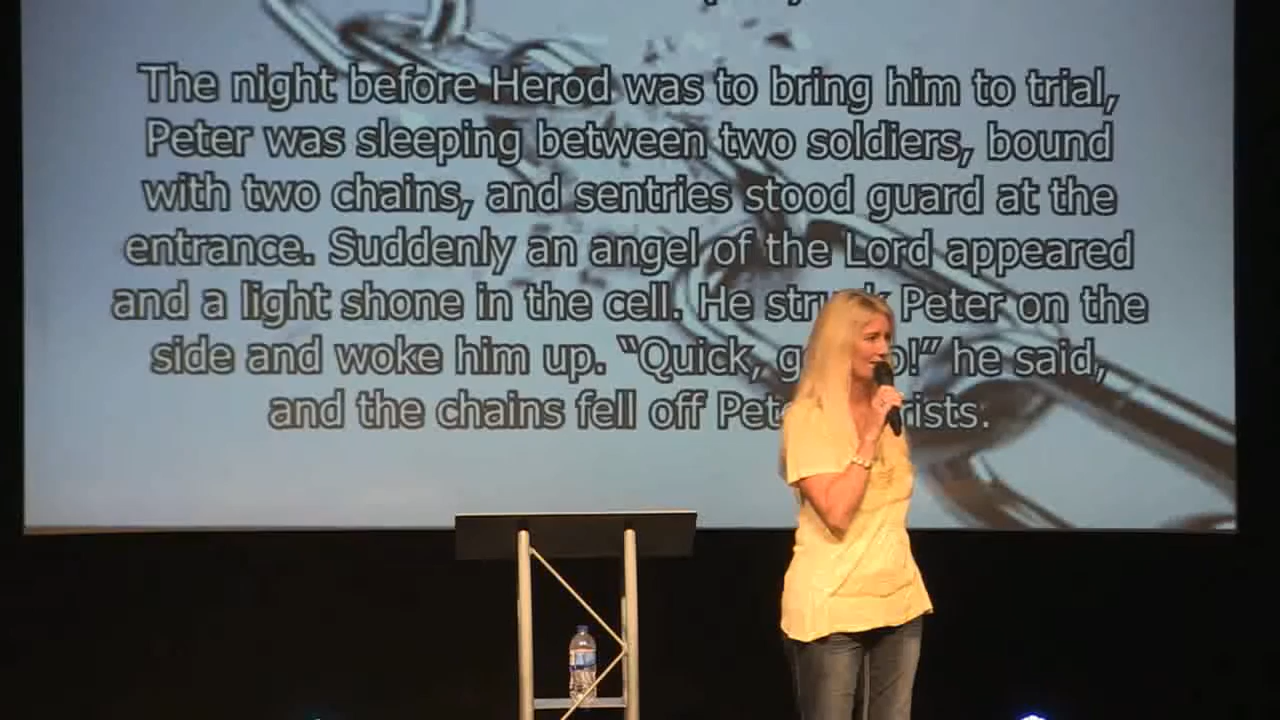 The night before Herod was to bring him to trial,
Peter was sleeping between two soldiers, bound
with two chains, and sentries stood guard at the
entrance. Suddenly an angel of the Lord appeared
and a light shone in the cell. He Peter on the
side and woke him up. “Quick, he said,
and the chains fell off